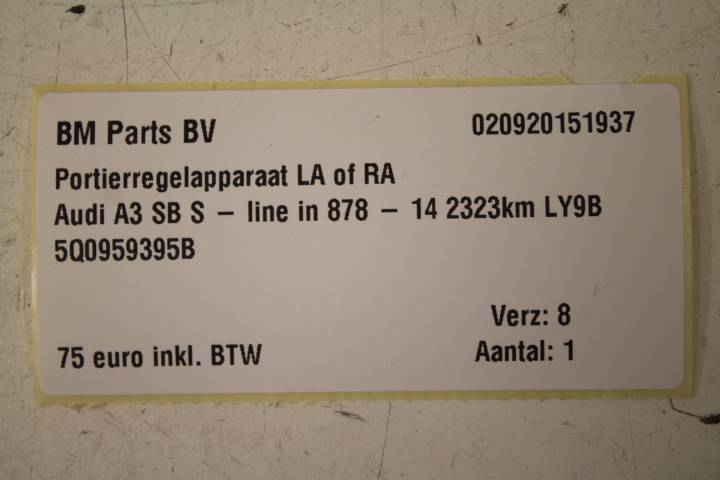 BM Parts BV 020920151937
Portierregelapparaat LA of RA
Audi A3 SB S – line in 878 – 14 2323km LY9B
5Q0959395B
Verz: 8
75 euro inkl. BTW Aantal: 1